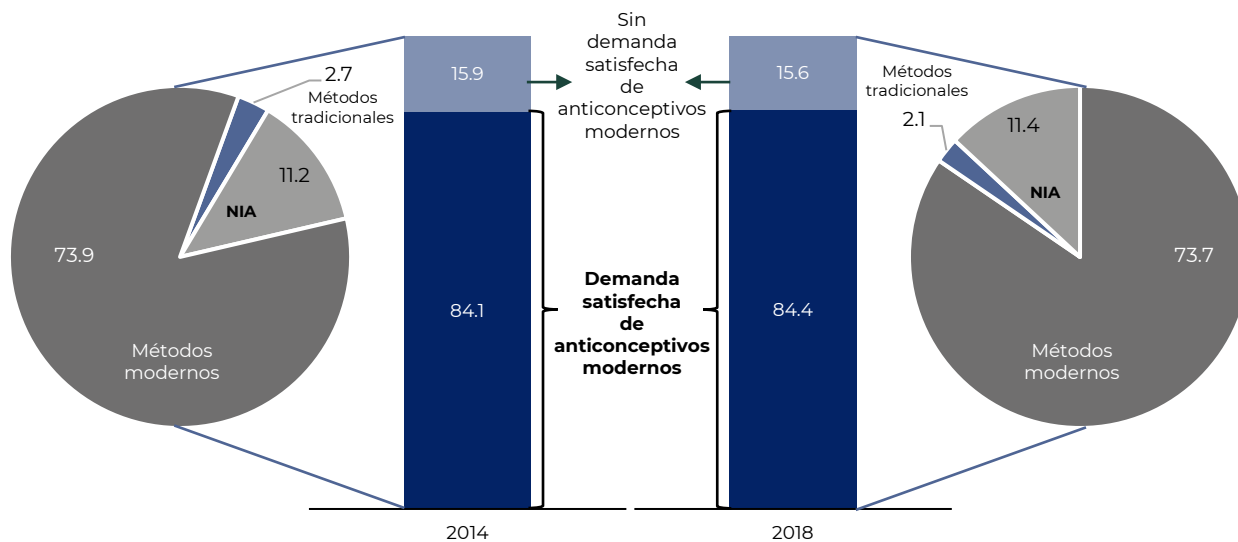 2.7
Métodos
tradicionales
11.2
NIA
73.9
Métodos
modernos
15.9
84.1
2014
Sin
demanda
satisfecha
de
anticonceptivos
modernos
Demanda
satisfecha
de
anticonceptivos
modernos
15.6
84.4
2018
Métodos
tradicionales
2.1
11.4
NIA
73.7
Métodos
modernos